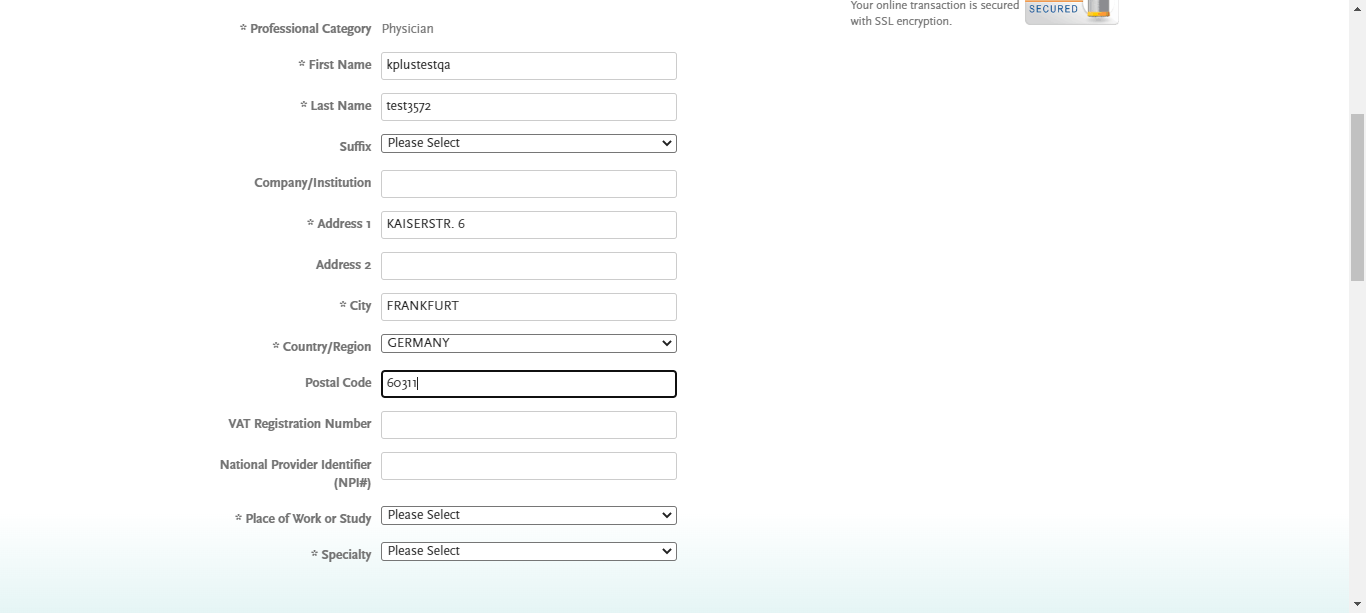 Your online transaction is secured
with SSL encryption.
SECURED
* Professional Category Physician
* First Name kplustestqa
* Last Name test3572
Suffix Please Select
Company/Institution
* Address 1 KAISERSTR. 6
Address 2
* City FRANKFURT
* Country/Region GERMANY
Postal Code 60311
VAT Registration Number
National Provider Identifier
(NPI#)
* Place of Work or Study Please Select
* Specialty Please Select